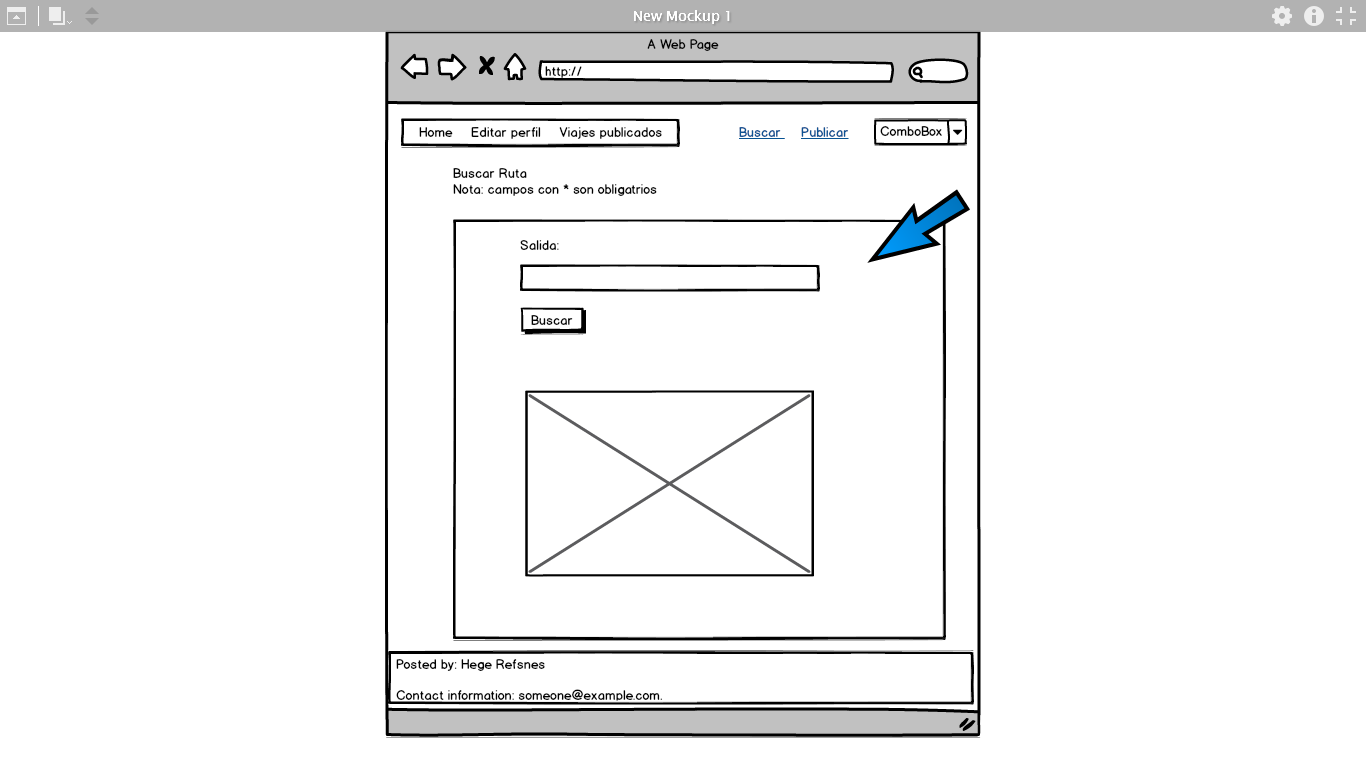 New Mockup 1
A Web Page
http://
Home Editar perfil Viajes publicados Buscar Publicar ComboBox
Buscar Ruta
Nota: campos con * son obligatrios
Salida:
Buscar
Posted by: Hege Refsnes
Contact information: someone@example.com.